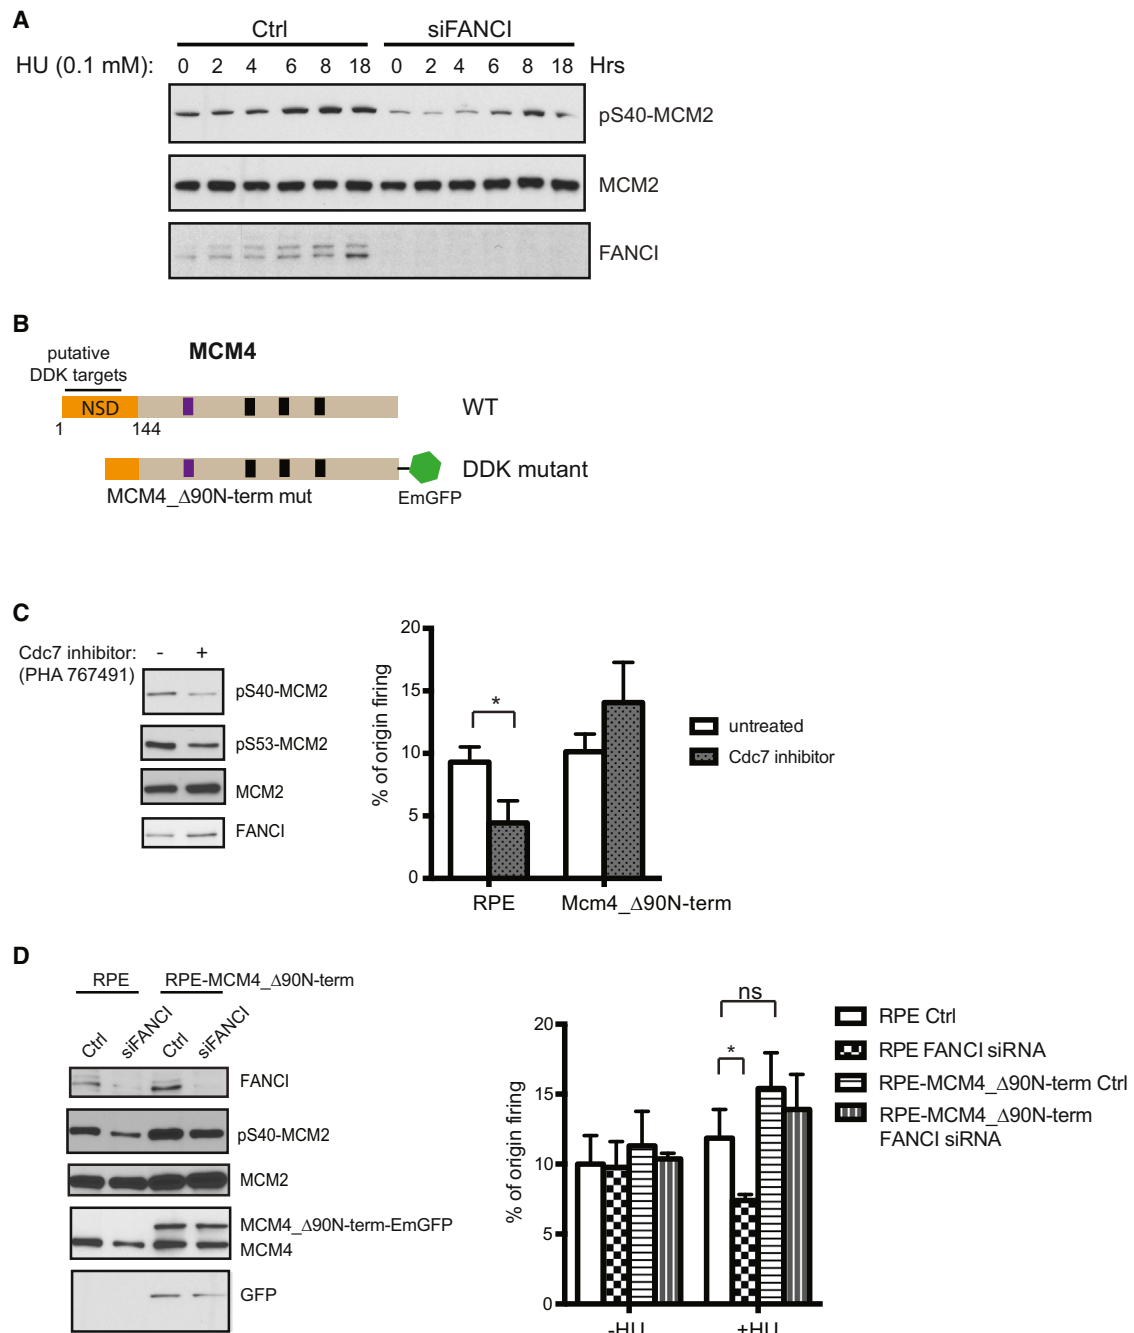 A
Ctrl siFANCI
HU (0.1 mM): 0 2 4 6 8 18 0 2 4 6 8 18 Hrs
pS40-MCM2
MCM2
FANCI
B
putative
DDK targets
MCM4
NSD
WT
1 144
DDK mutant
MCM4_Δ90N-term mut
EmGFP
C
Cdc7 inhibitor: - +
(PHA 767491)
pS40-MCM2
pS53-MCM2
MCM2
FANCI
% of origin firing
20
15
10
5
0
*
RPE Mcm4_Δ90N-term
untreated
Cdc7 inhibitor
D
RPE RPE-MCM4_Δ90N-term
Ctrl siFANCI Ctrl siFANCI
FANCI
pS40-MCM2
MCM2
MCM4_Δ90N-term-EmGFP
MCM4
GFP
% of origin firing
20
15
10
5
0
ns
*
-HU +HU
RPE Ctrl
RPE FANCI siRNA
RPE-MCM4_Δ90N-term Ctrl
RPE-MCM4_Δ90N-term
FANCI siRNA